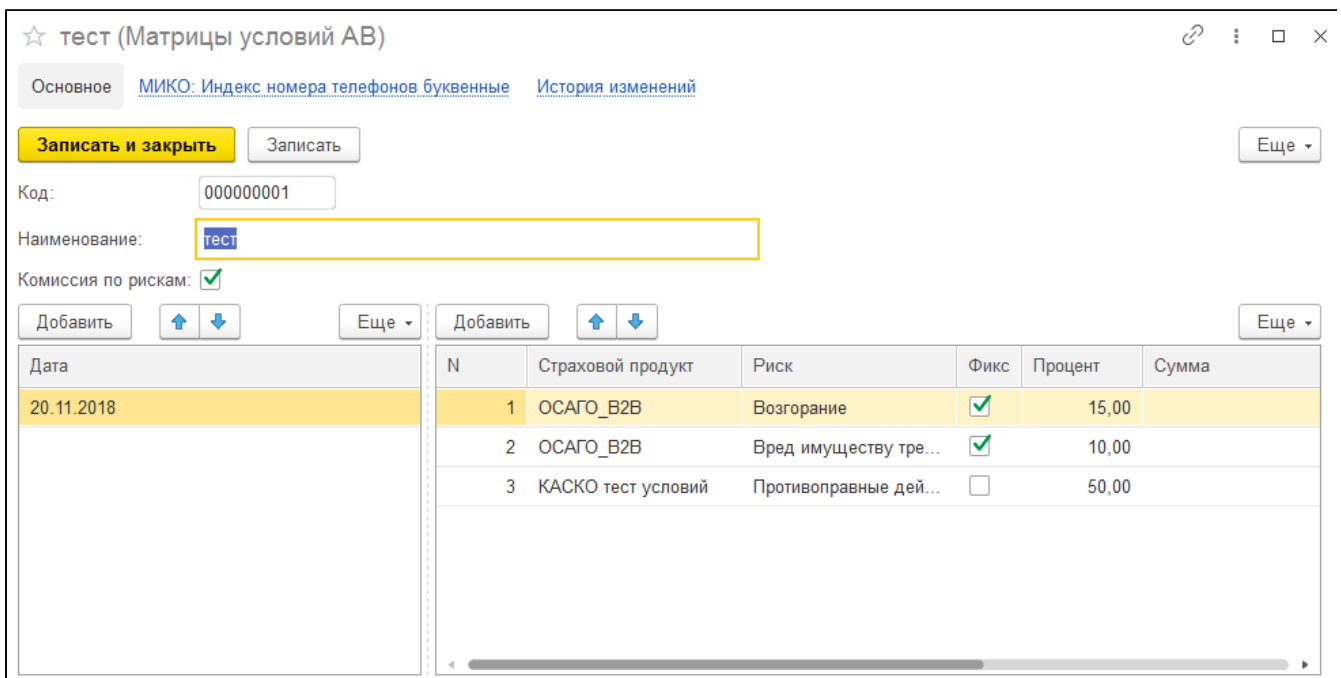 тест (Матрицы условий АВ)
Основное МИКО: Индекс номера телефонов буквенные История изменений
Записать и закрыть Записать Еще
Код: 000000001
Наименование: тест
Комиссия по рискам:
Добавить Еще Добавить Еще
Дата N Страховой продукт Риск Фикс Процент Сумма
20.11.2018 1 ОСАГО_B2B Возгорание 15,00
2 ОСАГО_B2B Вред имуществу тре... 10,00
3 КАСКО тест условий Противоправные дей... 50,00